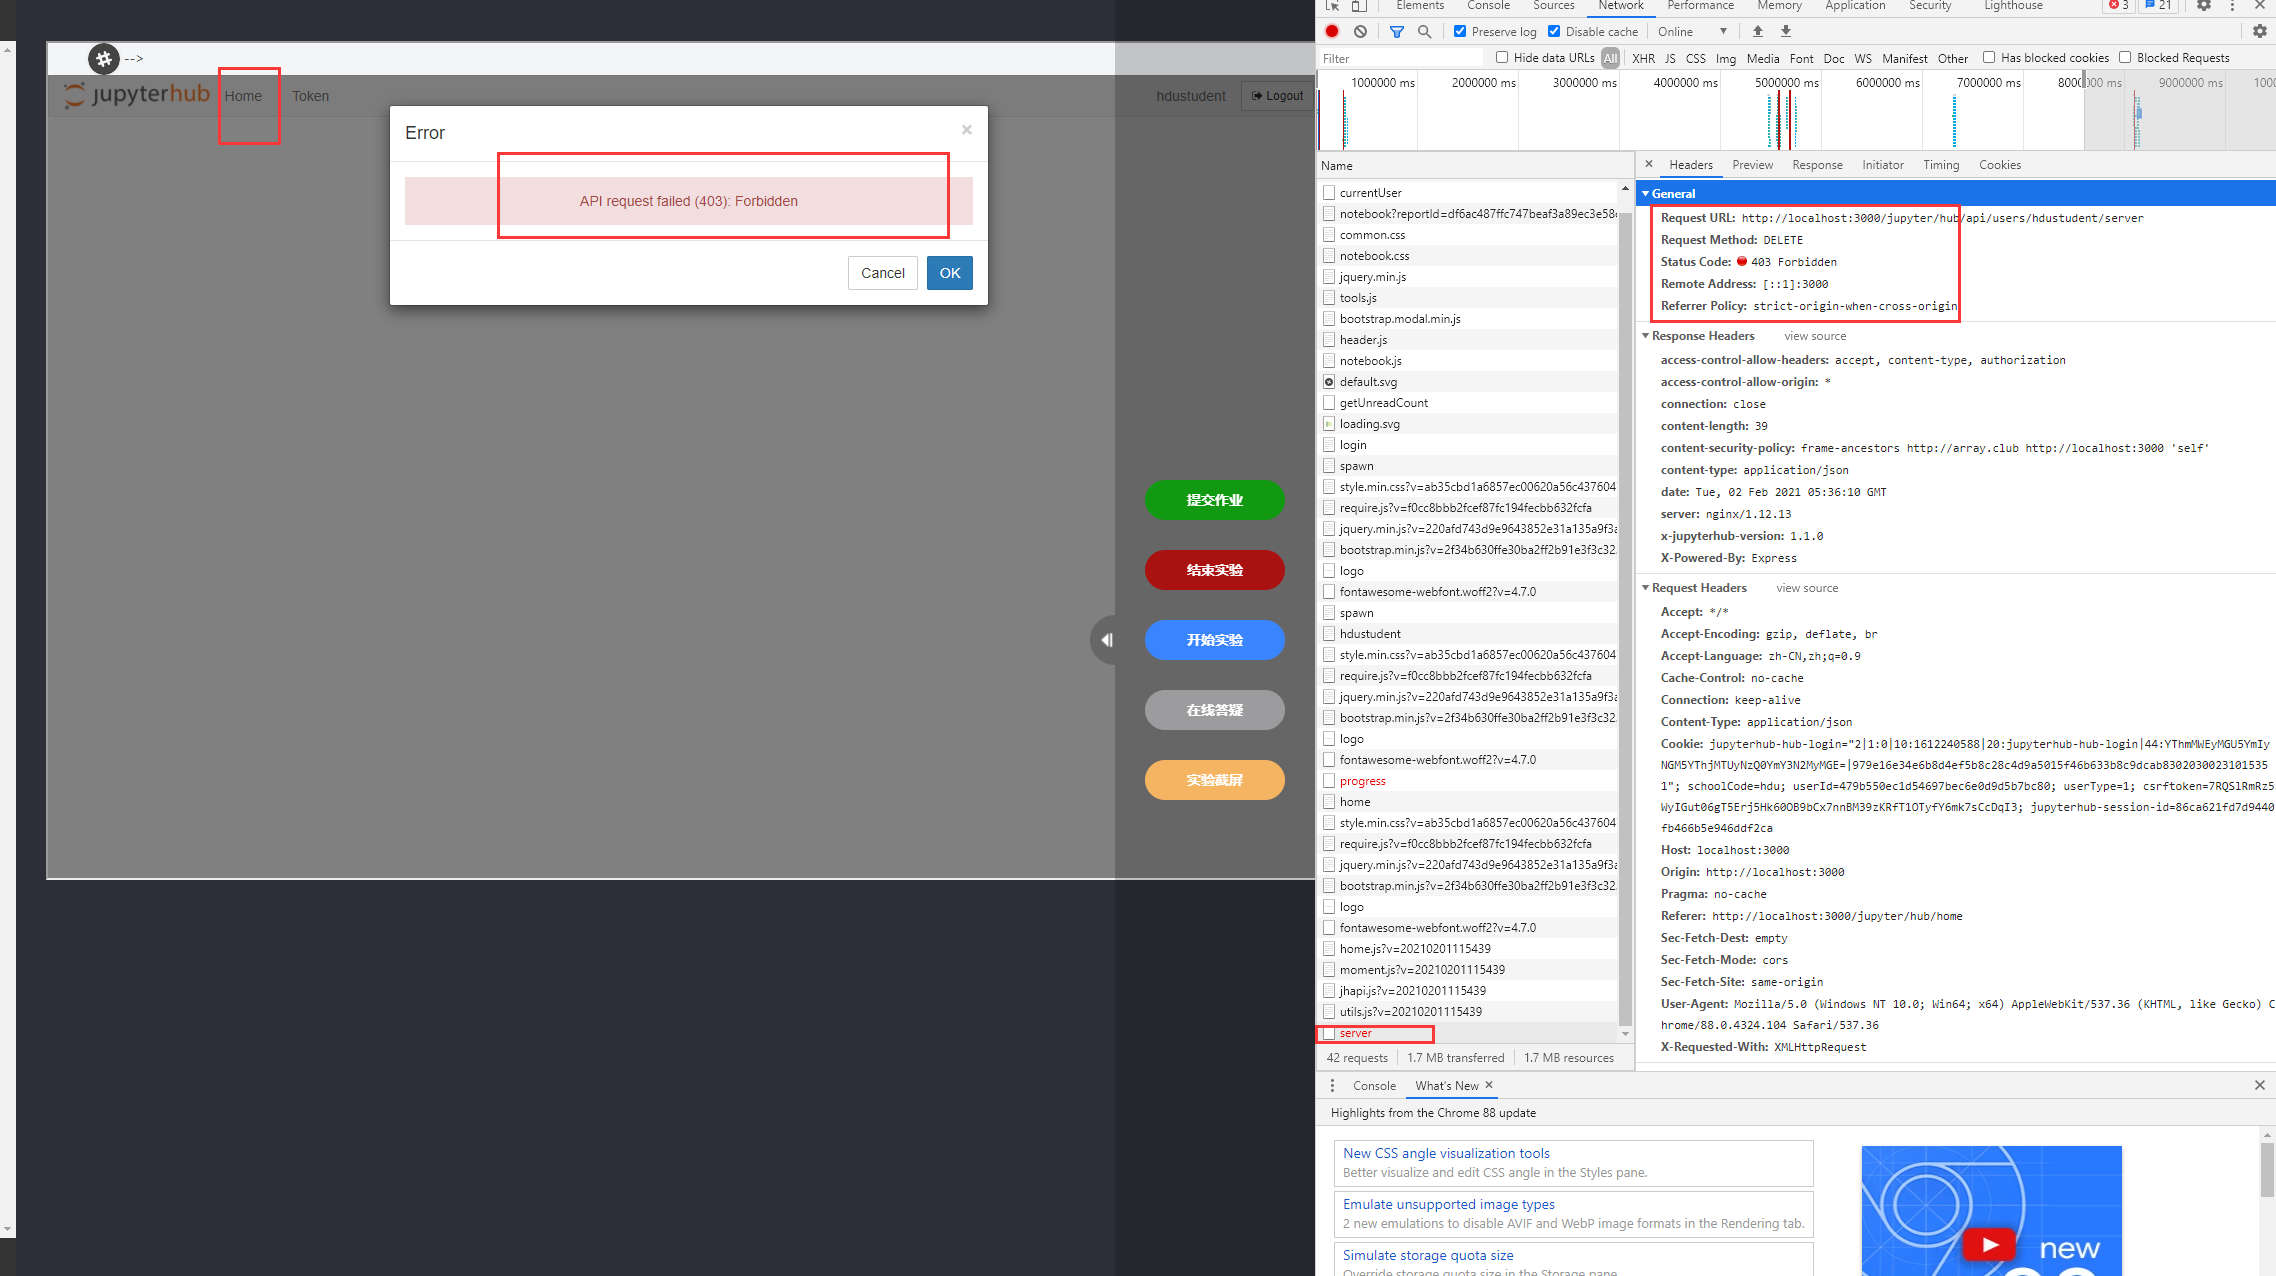 -->
jupyterhub Home Token hdustudent Logout
Error ×
API request failed (403): Forbidden
Cancel OK
提交作业
结束实验
开始实验
在线答疑
实验截屏
Elements Console Sources Network Performance Memory Application Security Lighthouse 3 21
Preserve log Disable cache Online
Filter Hide data URLs All XHR JS CSS Img Media Font Doc WS Manifest Other Has blocked cookies Blocked Requests
1000000 ms 2000000 ms 3000000 ms 4000000 ms 5000000 ms 6000000 ms 7000000 ms 8000000 ms 9000000 ms 1000
Name
currentUser
notebook?reportId=df6ac487ffc747beaf3a89ec3e58
common.css
notebook.css
jquery.min.js
tools.js
bootstrap.modal.min.js
header.js
notebook.js
default.svg
getUnreadCount
loading.svg
login
spawn
style.min.css?v=ab35cbd1a6857ec00620a56c437604
require.js?v=f0cc8bbb2fcef87fc194fecbb632fcfa
jquery.min.js?v=220afd743d9e9643852e31a135a9f3a
bootstrap.min.js?v=2f34b630ffe30ba2ff2b91e3f3c32
logo
fontawesome-webfont.woff2?v=4.7.0
spawn
hdustudent
style.min.css?v=ab35cbd1a6857ec00620a56c437604
require.js?v=f0cc8bbb2fcef87fc194fecbb632fcfa
jquery.min.js?v=220afd743d9e9643852e31a135a9f3a
bootstrap.min.js?v=2f34b630ffe30ba2ff2b91e3f3c32
logo
fontawesome-webfont.woff2?v=4.7.0
progress
home
style.min.css?v=ab35cbd1a6857ec00620a56c437604
require.js?v=f0cc8bbb2fcef87fc194fecbb632fcfa
jquery.min.js?v=220afd743d9e9643852e31a135a9f3a
bootstrap.min.js?v=2f34b630ffe30ba2ff2b91e3f3c32
logo
fontawesome-webfont.woff2?v=4.7.0
home.js?v=20210201115439
moment.js?v=20210201115439
jhapi.js?v=20210201115439
utils.js?v=20210201115439
server
42 requests 1.7 MB transferred 1.7 MB resources
× Headers Preview Response Initiator Timing Cookies
General
Request URL: http://localhost:3000/jupyter/hub/api/users/hdustudent/server
Request Method: DELETE
Status Code: 403 Forbidden
Remote Address: [::1]:3000
Referrer Policy: strict-origin-when-cross-origin
Response Headers view source
access-control-allow-headers: accept, content-type, authorization
access-control-allow-origin: *
connection: close
content-length: 39
content-security-policy: frame-ancestors http://array.club http://localhost:3000 'self'
content-type: application/json
date: Tue, 02 Feb 2021 05:36:10 GMT
server: nginx/1.12.13
x-jupyterhub-version: 1.1.0
X-Powered-By: Express
Request Headers view source
Accept: */*
Accept-Encoding: gzip, deflate, br
Accept-Language: zh-CN,zh;q=0.9
Cache-Control: no-cache
Connection: keep-alive
Content-Type: application/json
Cookie: jupyterhub-hub-login="2|1:0|10:1612240588|20:jupyterhub-hub-login|44:YThmMWEyMGU5YmIy
NGM5YThjMTUyNzQ0YmY3N2MyMGE=|979e16e34e6b8d4ef5b8c28c4d9a5015f46b633b8c9dcab8302030023101535
1"; schoolCode=hdu; userId=479b550ec1d54697bec6e0d9d5b7bc80; userType=1; csrftoken=7RQSlRmRz5
WyIGut06gT5Erj5Hk60OB9bCx7nnBM39zKRfT1OTyfY6mk7sCcDqI3; jupyterhub-session-id=86ca621fd7d9440
fb466b5e946ddf2ca
Host: localhost:3000
Origin: http://localhost:3000
Pragma: no-cache
Referer: http://localhost:3000/jupyter/hub/home
Sec-Fetch-Dest: empty
Sec-Fetch-Mode: cors
Sec-Fetch-Site: same-origin
User-Agent: Mozilla/5.0 (Windows NT 10.0; Win64; x64) AppleWebKit/537.36 (KHTML, like Gecko) C
hrome/88.0.4324.104 Safari/537.36
X-Requested-With: XMLHttpRequest
Console What's New ×
Highlights from the Chrome 88 update
New CSS angle visualization tools
Better visualize and edit CSS angle in the Styles pane.
Emulate unsupported image types
2 new emulations to disable AVIF and WebP image formats in the Rendering tab.
Simulate storage quota size
Override storage quota size in the Storage pane
new